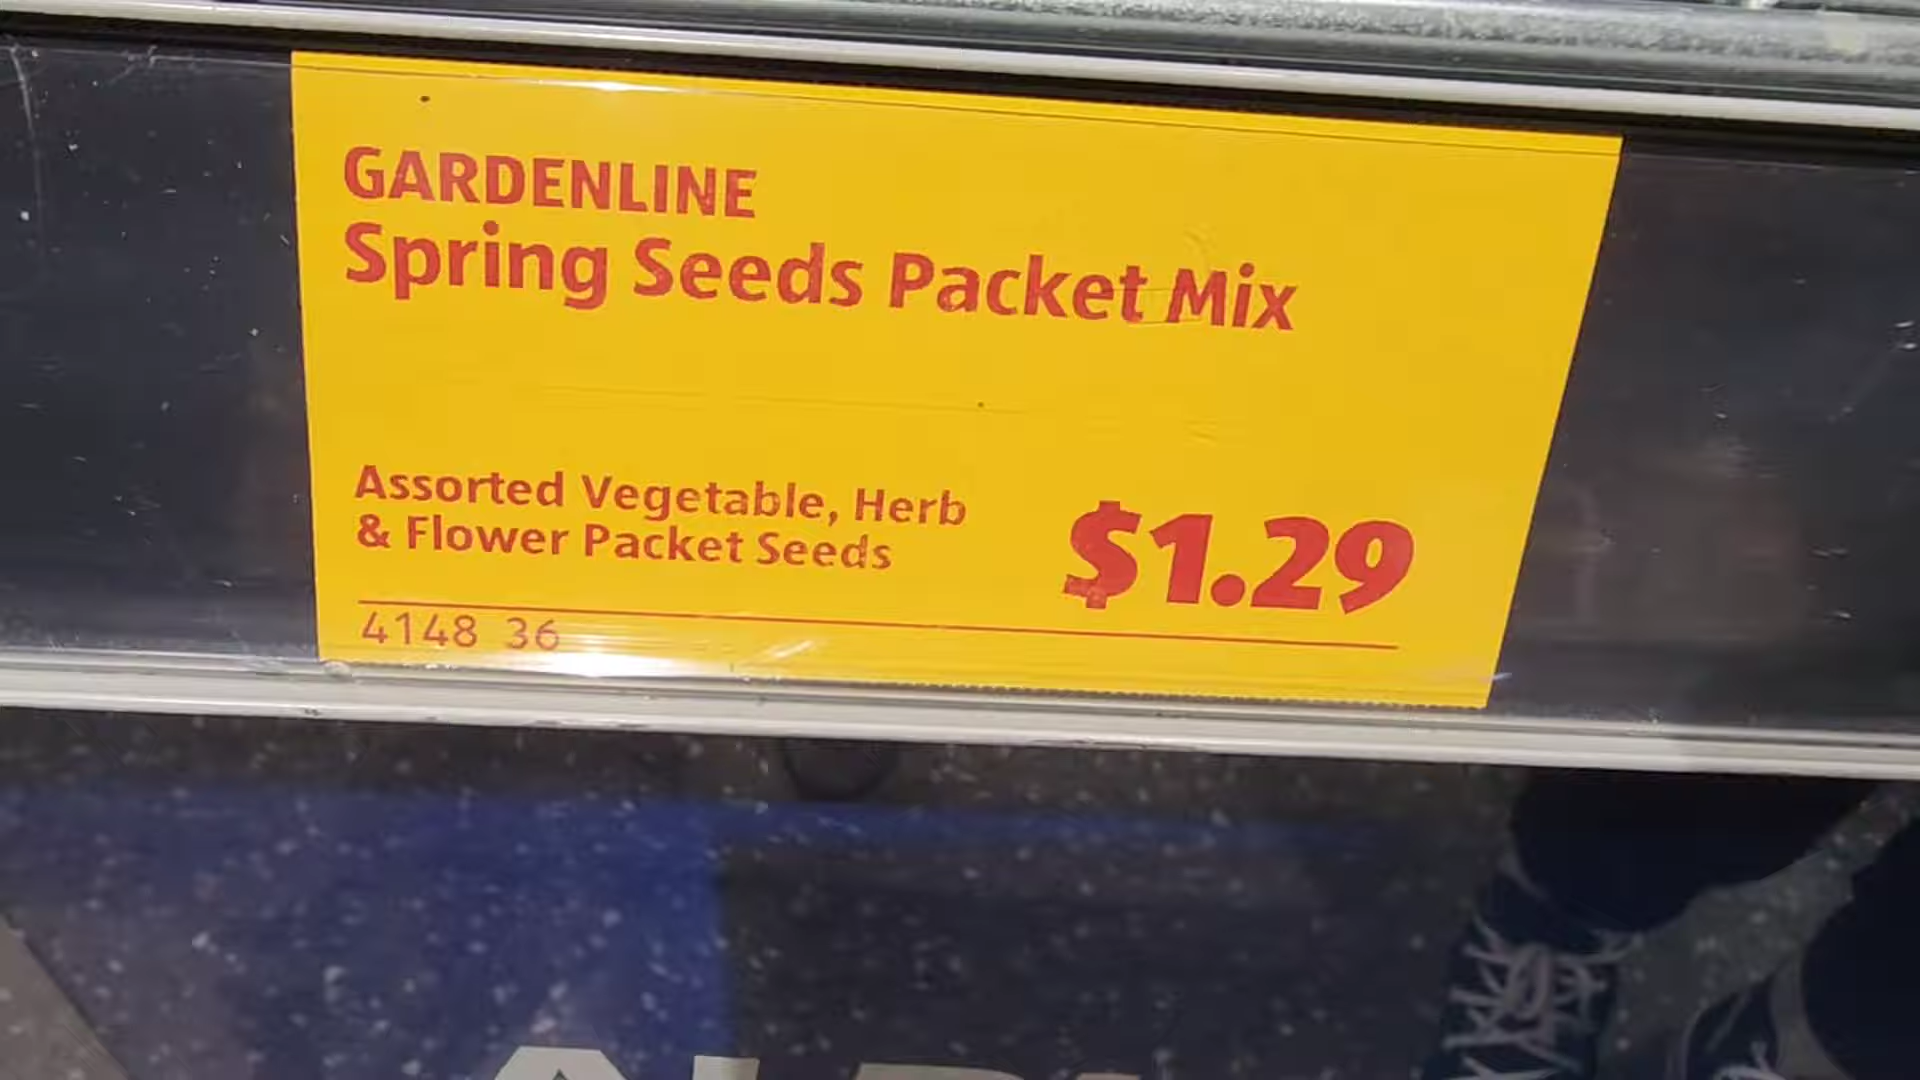 GARDENLINE
Spring Seeds Packet Mix
Assorted Vegetable, Herb
& Flower Packet Seeds
$1.29
4148 36